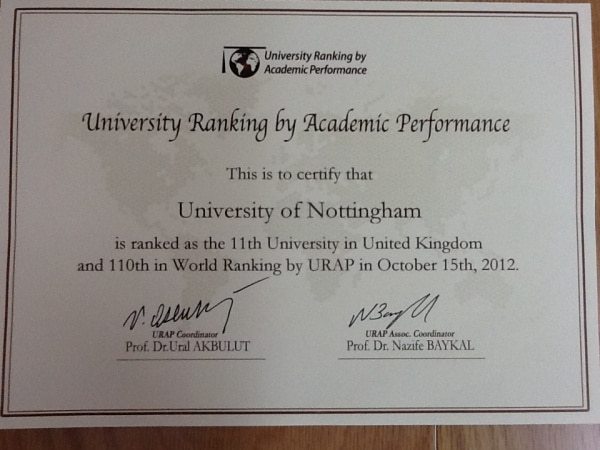 University Ranking by
Academic Performance
University Ranking by Academic Performance
This is to certify that
University of Nottingham
is ranked as the 11th University in United Kingdom
and 110th in World Ranking by URAP in October 15th, 2012.
URAP Coordinator
Prof. Dr.Ural AKBULUT
URAP Assoc. Coordinator
Prof. Dr. Nazife BAYKAL